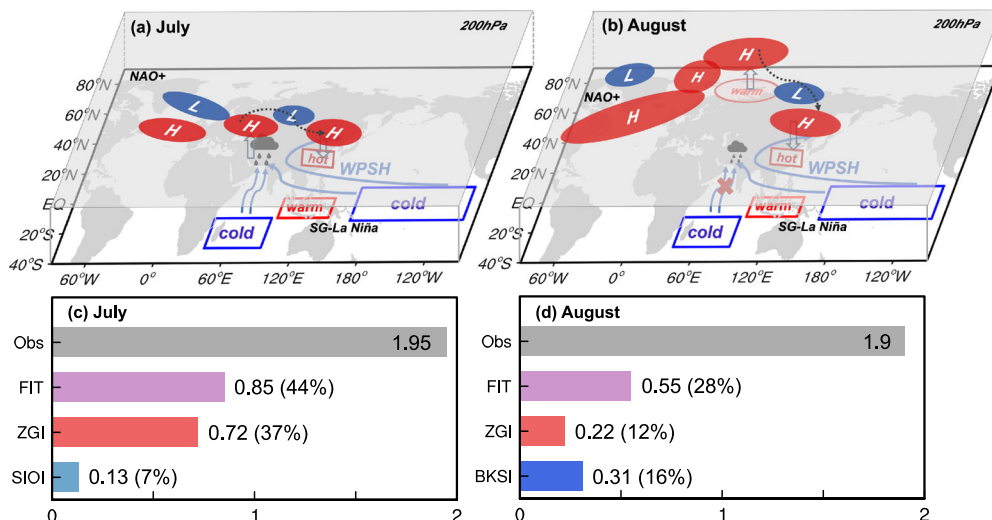 (a) July
200hPa
NAO+
80°N
60°N
40°N
20°N
EQ
20°S
40°S
L
L
H
H
H
hot
WPSH
cold
warm
cold
SG-La Niña
60°W
0°
60°E
120°E
180°
120°W
(b) August
200hPa
NAO+
80°N
60°N
40°N
20°N
EQ
20°S
40°S
H
L
H
warm
L
H
H
hot
WPSH
cold
warm
cold
SG-La Niña
60°W
0°
60°E
120°E
180°
120°W
(c) July
Obs
1.95
FIT
0.85 (44%)
ZGI
0.72 (37%)
SIOI
0.13 (7%)
0
1
2
(d) August
Obs
1.9
FIT
0.55 (28%)
ZGI
0.22 (12%)
BKSI
0.31 (16%)
0
1
2